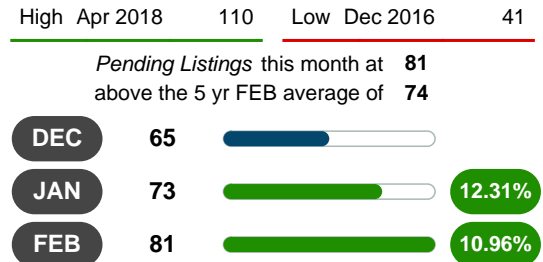 High Apr 2018 110 Low Dec 2016 41
Pending Listings this month at 81
above the 5 yr FEB average of 74
DEC 65
JAN 73 12.31%
FEB 81 10.96%